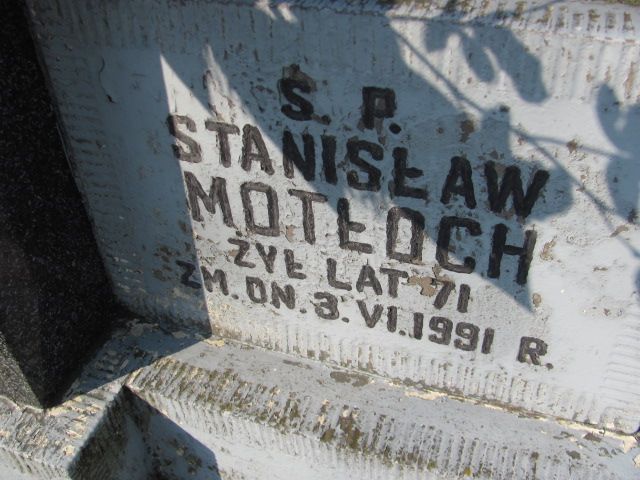 Ś. P.
STANISŁAW
MOTŁOCH
ŻYŁ LAT 71
ZM. DN. 3. VI. 1991 R.